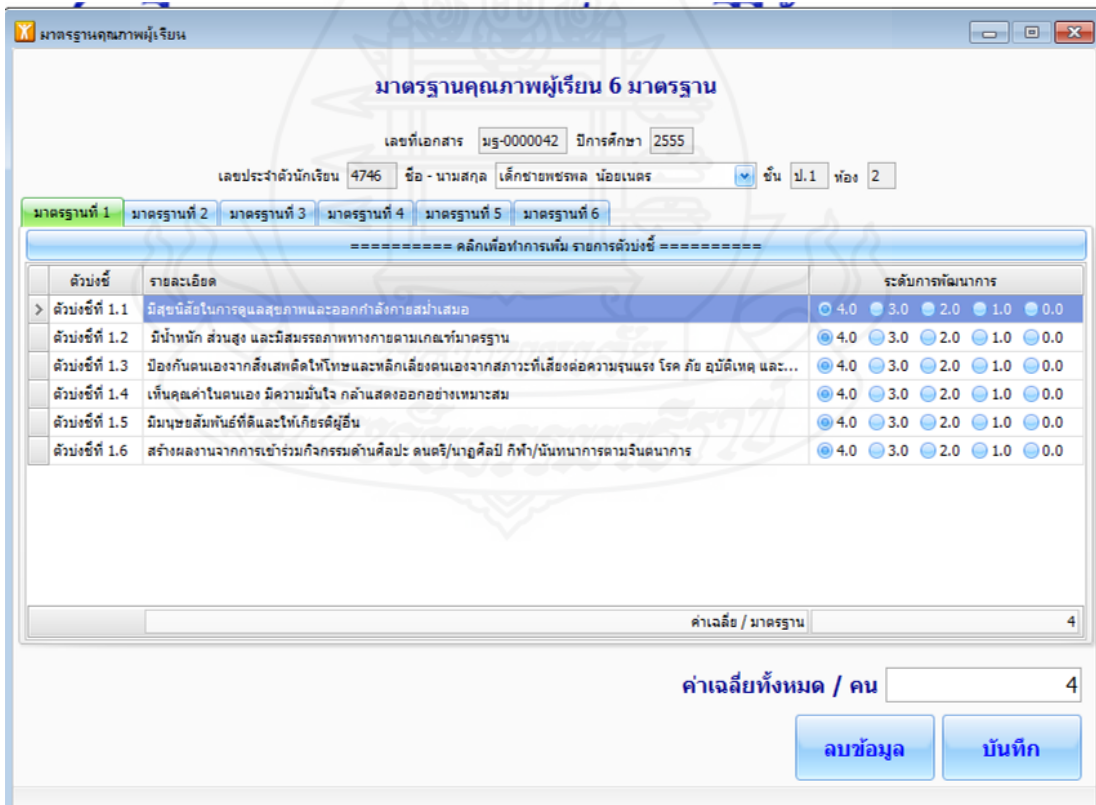 มาตรฐานคุณภาพผู้เรียน
มาตรฐานคุณภาพผู้เรียน 6 มาตรฐาน
เลขที่เอกสาร มฐ-0000042 ปีการศึกษา 2555
เลขประจำตัวนักเรียน 4746 ชื่อ - นามสกุล เด็กชายพชรพล น้อยเนตร ชั้น ป.1 ห้อง 2
มาตรฐานที่ 1 มาตรฐานที่ 2 มาตรฐานที่ 3 มาตรฐานที่ 4 มาตรฐานที่ 5 มาตรฐานที่ 6
========== คลิกเพื่อทำการเพิ่ม รายการตัวบ่งชี้ ==========
ตัวบ่งชี้ รายละเอียด ระดับการพัฒนาการ
> ตัวบ่งชี้ที่ 1.1 มีสุขนิสัยในการดูแลสุขภาพและออกกำลังกายสม่ำเสมอ 4.0 3.0 2.0 1.0 0.0
ตัวบ่งชี้ที่ 1.2 มีน้ำหนัก ส่วนสูง และมีสมรรถภาพทางกายตามเกณฑ์มาตรฐาน 4.0 3.0 2.0 1.0 0.0
ตัวบ่งชี้ที่ 1.3 ป้องกันตนเองจากสิ่งเสพติดให้โทษและหลีกเลี่ยงตนเองจากสภาวะที่เสี่ยงต่อความรุนแรง โรค ภัย อุบัติเหตุ และ... 4.0 3.0 2.0 1.0 0.0
ตัวบ่งชี้ที่ 1.4 เห็นคุณค่าในตนเอง มีความมั่นใจ กล้าแสดงออกอย่างเหมาะสม 4.0 3.0 2.0 1.0 0.0
ตัวบ่งชี้ที่ 1.5 มีมนุษยสัมพันธ์ที่ดีและให้เกียรติผู้อื่น 4.0 3.0 2.0 1.0 0.0
ตัวบ่งชี้ที่ 1.6 สร้างผลงานจากการเข้าร่วมกิจกรรมด้านศิลปะ ดนตรี/นาฏศิลป์ กีฬา/นันทนาการตามจินตนาการ 4.0 3.0 2.0 1.0 0.0
ค่าเฉลี่ย / มาตรฐาน 4
ค่าเฉลี่ยทั้งหมด / คน 4
ลบข้อมูล บันทึก